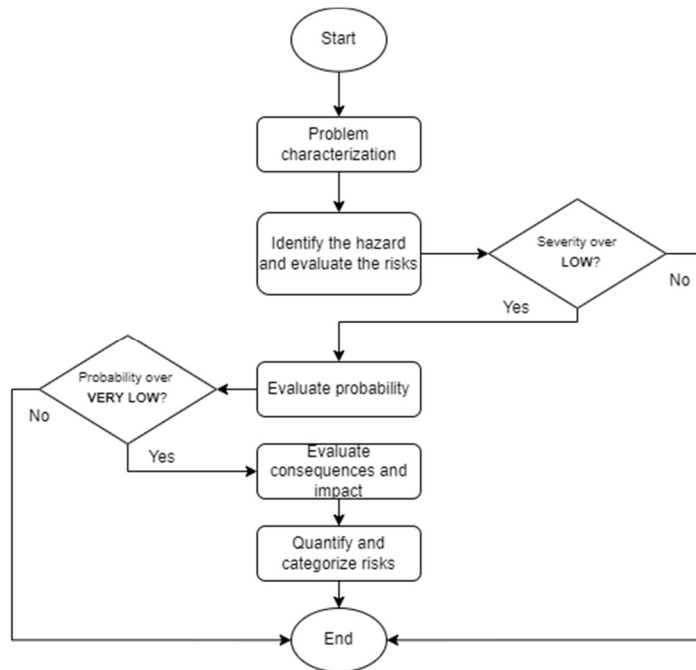 Start
Problem
characterization
Identify the hazard
and evaluate the risks
Severity over
LOW?
No
Yes
Evaluate probability
Probability over
VERY LOW?
No
Yes
Evaluate
consequences and
impact
Quantify and
categorize risks
End